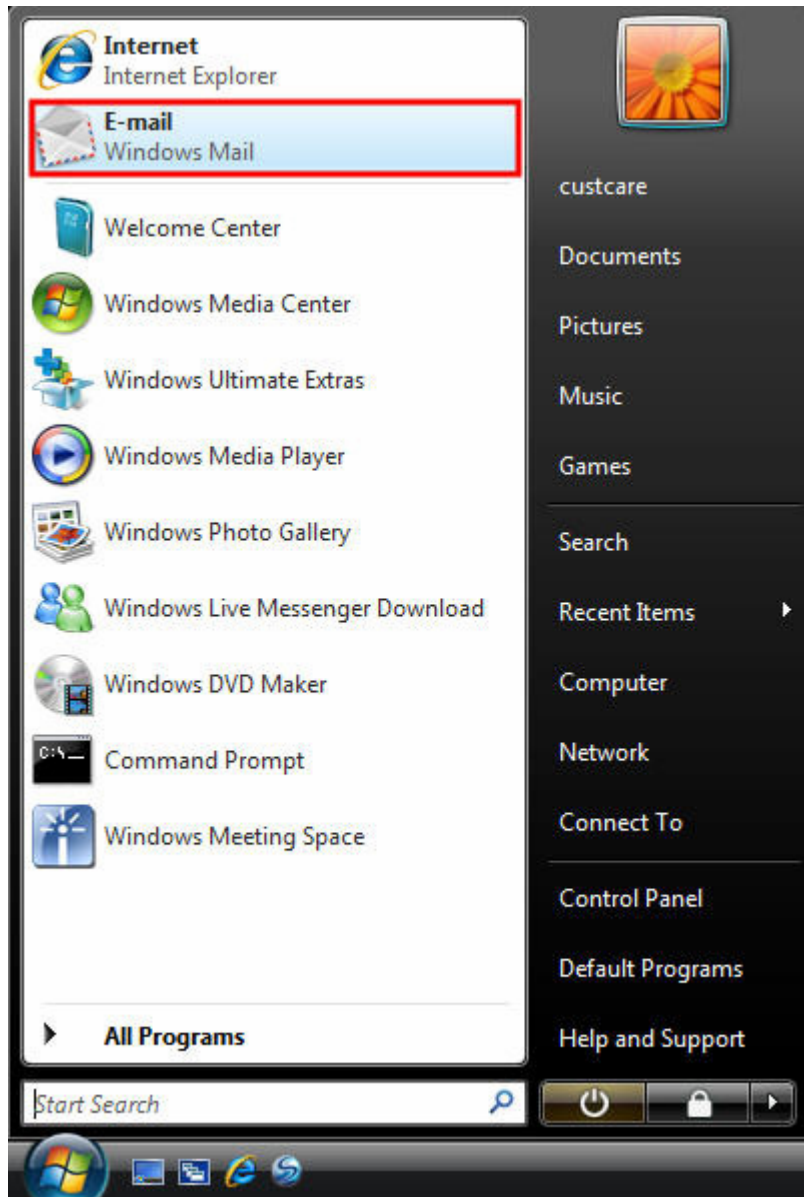 Internet
Internet Explorer
E-mail
Windows Mail
Welcome Center
Windows Media Center
Windows Ultimate Extras
Windows Media Player
Windows Photo Gallery
Windows Live Messenger Download
Windows DVD Maker
C:\_
Command Prompt
Windows Meeting Space
All Programs
Start Search
custcare
Documents
Pictures
Music
Games
Search
Recent Items
Computer
Network
Connect To
Control Panel
Default Programs
Help and Support